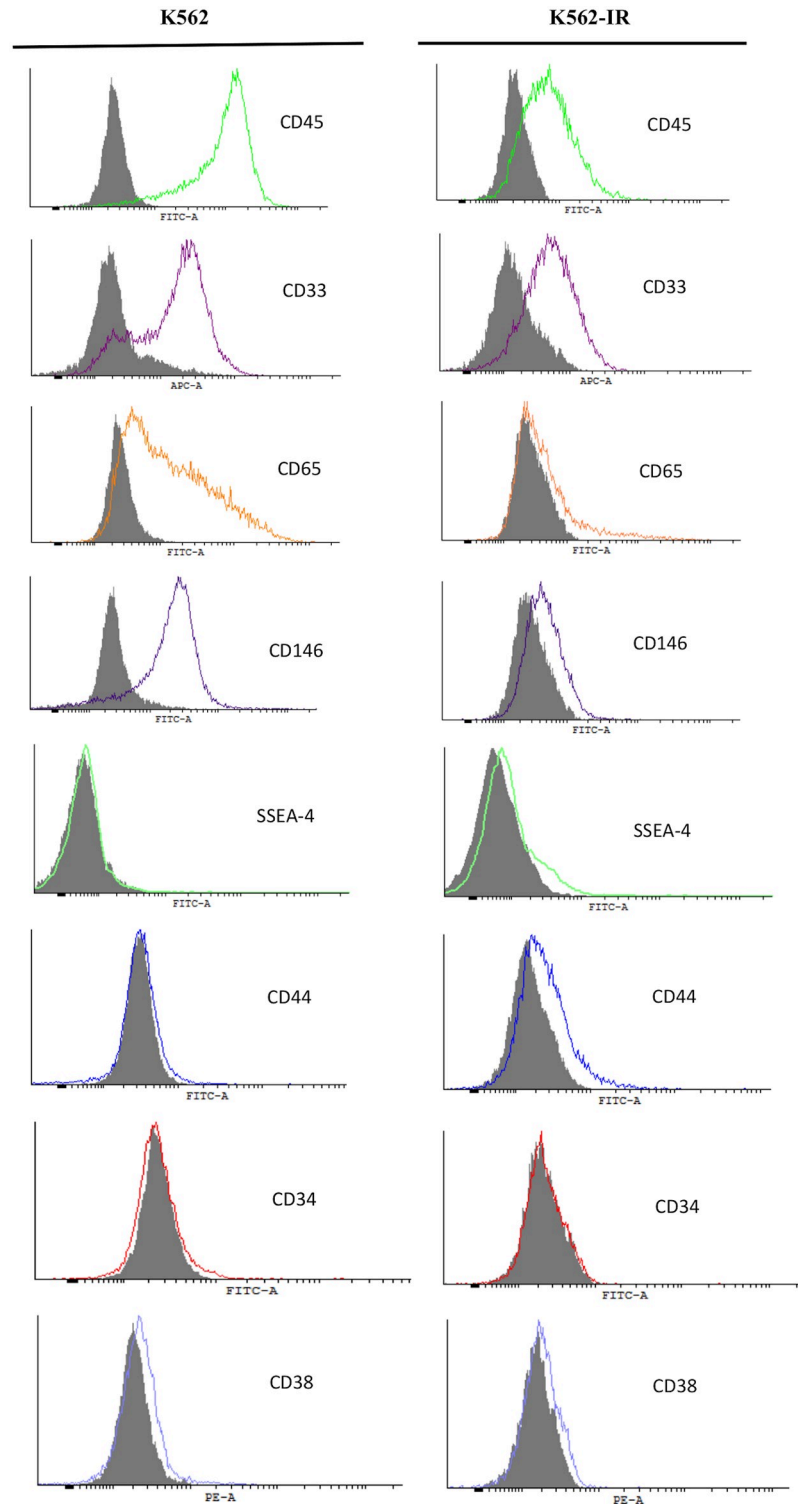 K562 K562-IR
CD45 CD45
FITC-A FITC-A
CD33 CD33
APC-A APC-A
CD65 CD65
FITC-A FITC-A
CD146 CD146
FITC-A FITC-A
SSEA-4 SSEA-4
FITC-A FITC-A
CD44 CD44
FITC-A FITC-A
CD34 CD34
FITC-A FITC-A
CD38 CD38
PE-A PE-A